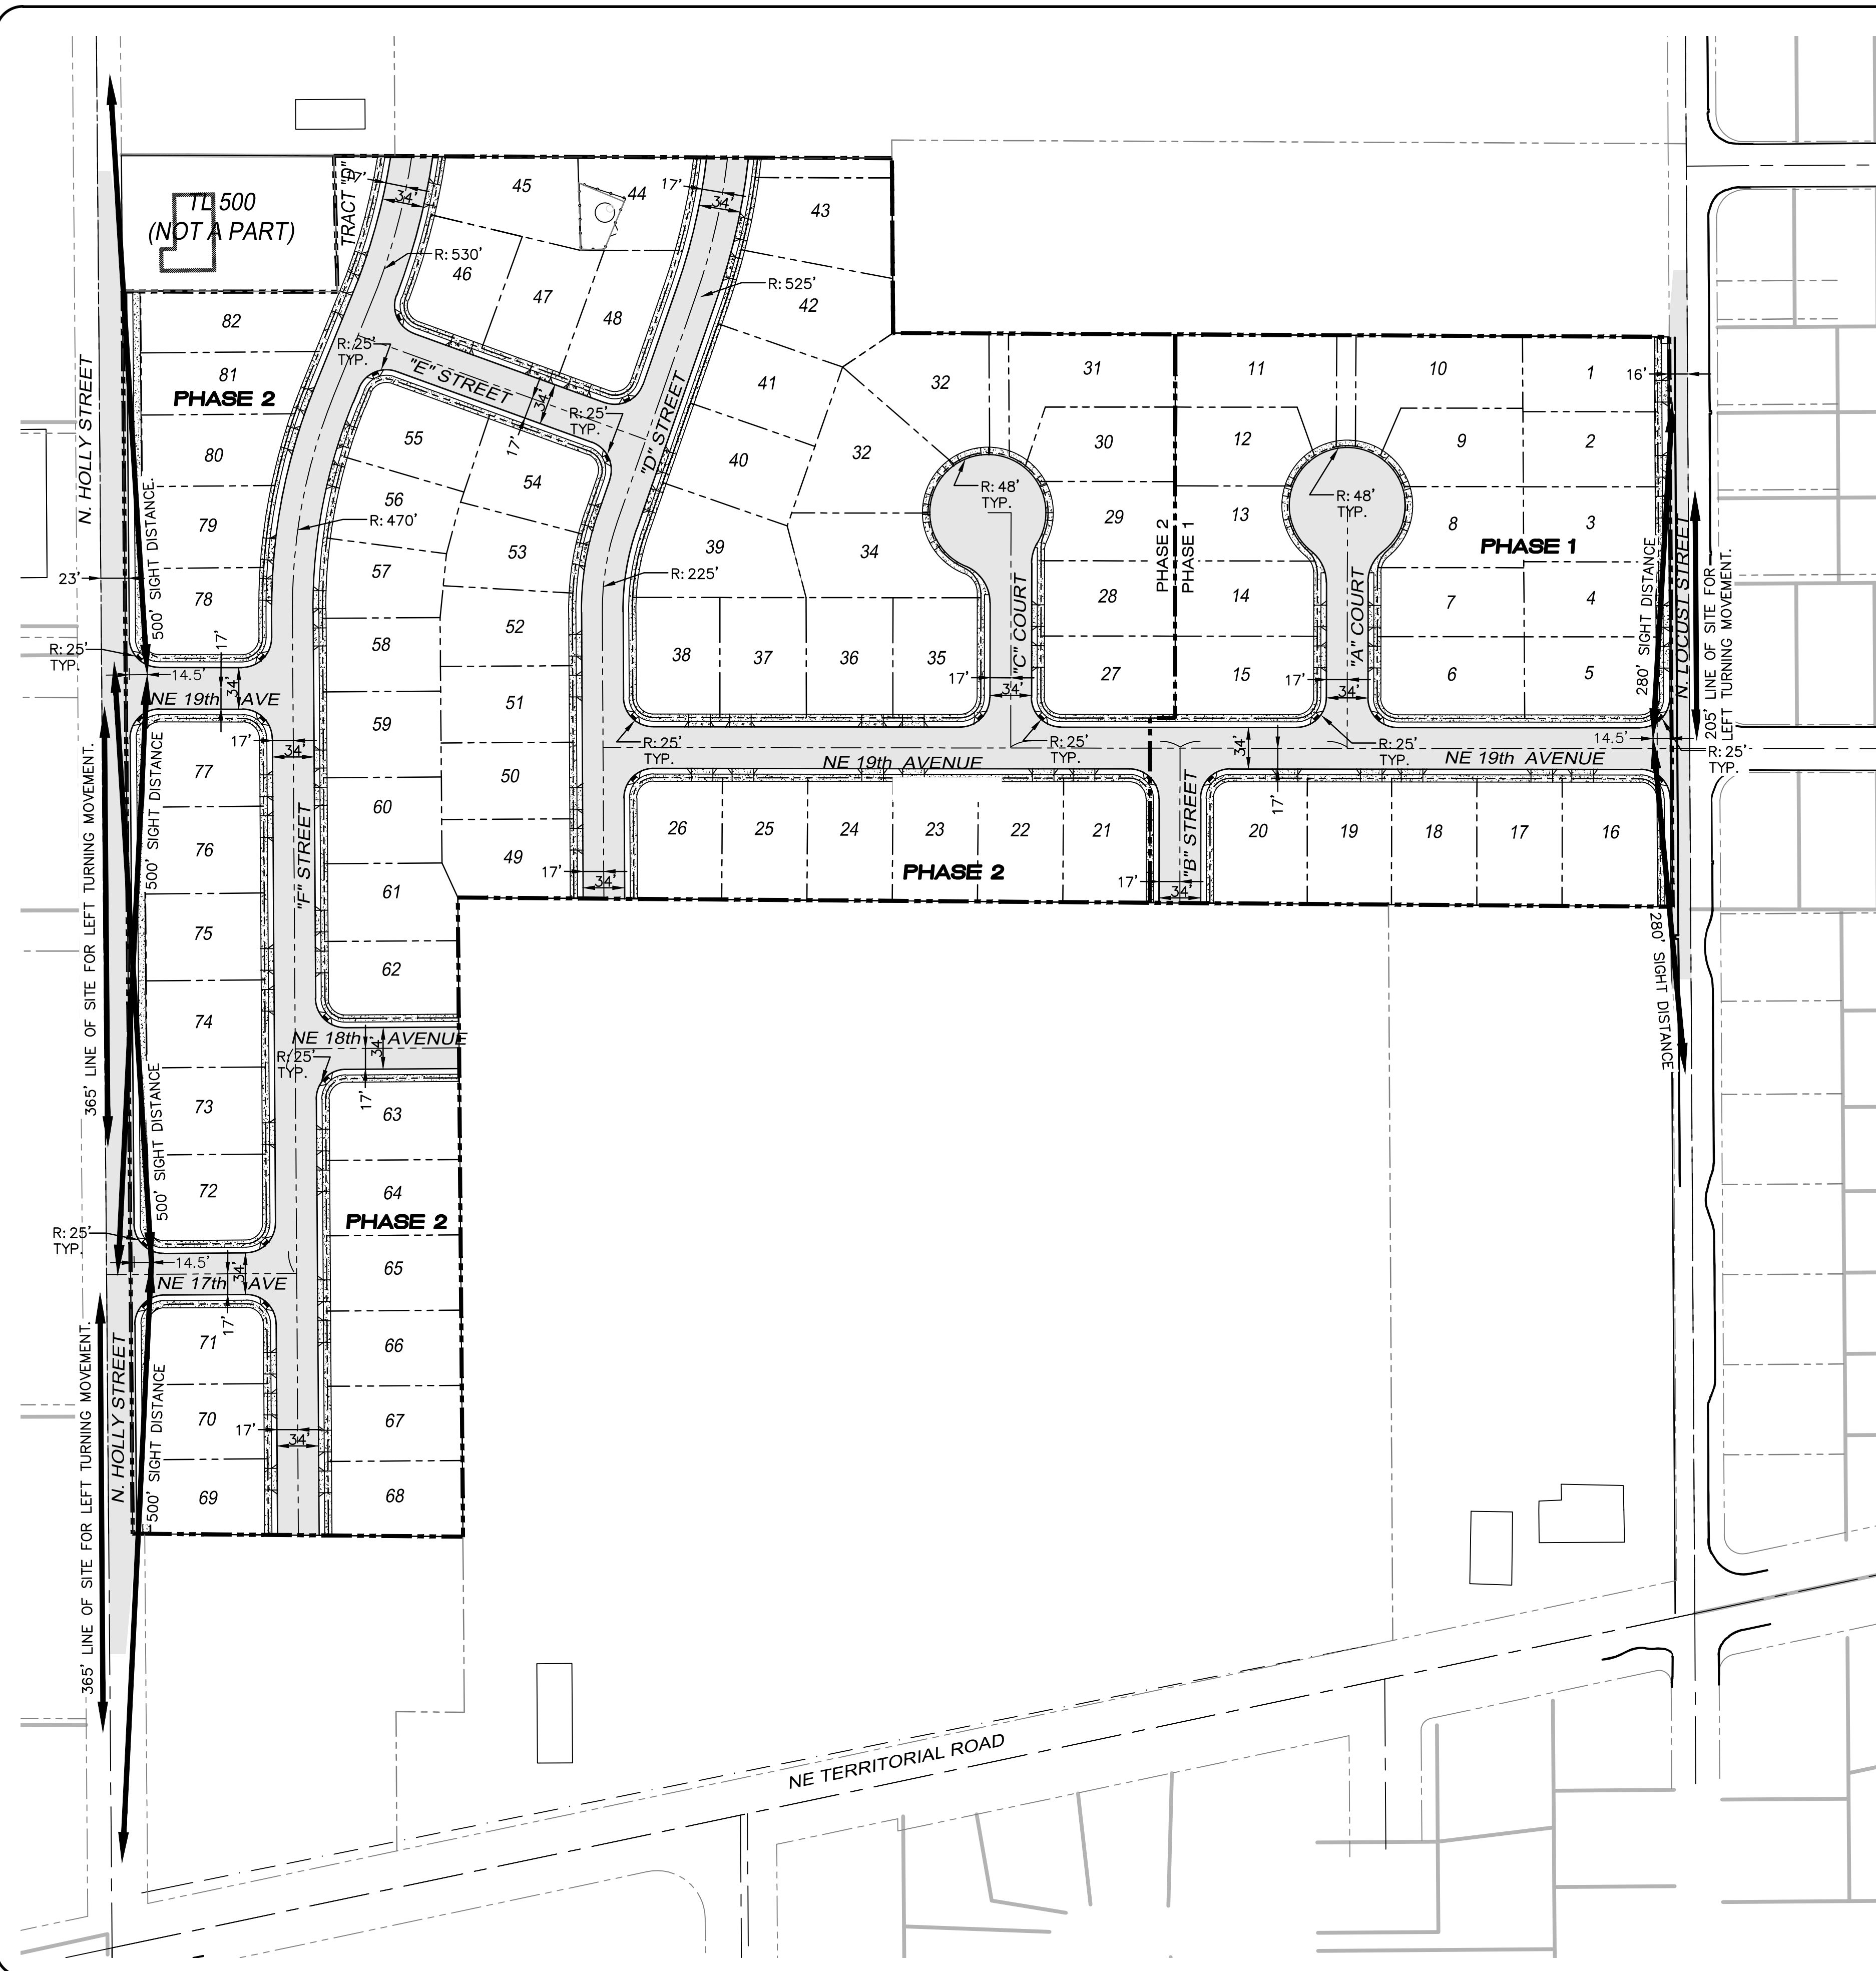 TL 500
(NOT A PART)
TRACT "B"
17'
34'
45
44
17'
34'
43
R: 530'
46
47
48
R: 525'
42
82
R: 25'
TYP.
"E" STREET
34'
17'
R: 25'
TYP.
"D" STREET
41
32
31
11
10
1
16'
N. HOLLY STREET
81
PHASE 2
80
79
78
500' SIGHT DISTANCE.
23'
55
54
56
R: 470'
53
57
52
58
51
59
50
60
49
61
62
40
32
39
34
R: 225'
38
37
36
35
R: 48'
TYP.
"C" COURT
17'
34'
30
29
28
27
PHASE 2
PHASE 1
12
13
14
15
R: 48'
TYP.
"A" COURT
17'
34'
9
8
7
6
2
3
4
5
PHASE 1
280' SIGHT DISTANCE
N. LOCUST STREET
205' LINE OF SITE FOR
LEFT TURNING MOVEMENT.
R: 25'
TYP.
14.5'
17'
34'
NE 19th AVE
17'
34'
R: 25'
TYP.
NE 19th AVENUE
R: 25'
TYP.
34'
17'
R: 25'
TYP.
NE 19th AVENUE
14.5'
R: 25'
TYP.
365' LINE OF SITE FOR LEFT TURNING MOVEMENT.
500' SIGHT DISTANCE
77
76
75
74
73
72
"F" STREET
17'
34'
26
25
24
23
22
21
PHASE 2
17'
34'
"B" STREET
20
19
18
17
16
280' SIGHT DISTANCE
NE 18th AVENUE
34'
17'
R: 25'
TYP.
500' SIGHT DISTANCE
63
64
PHASE 2
65
66
67
68
R: 25'
TYP.
14.5'
34'
NE 17th AVE
17'
71
70
69
17'
34'
365' LINE OF SITE FOR LEFT TURNING MOVEMENT.
N. HOLLY STREET
500' SIGHT DISTANCE
NE TERRITORIAL ROAD